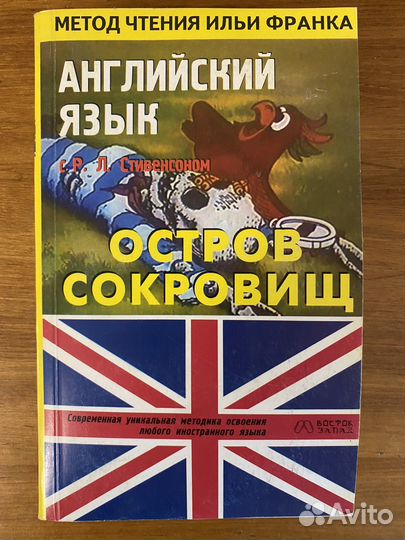 МЕТОД ЧТЕНИЯ ИЛЬИ ФРАНКА
АНГЛИЙСКИЙ
ЯЗЫК
с Р. Л. Стивенсоном
ОСТРОВ
СОКРОВИЩ
Современная уникальная методика освоения
любого иностранного языка
ВОСТОК
ЗАПАД
Avito